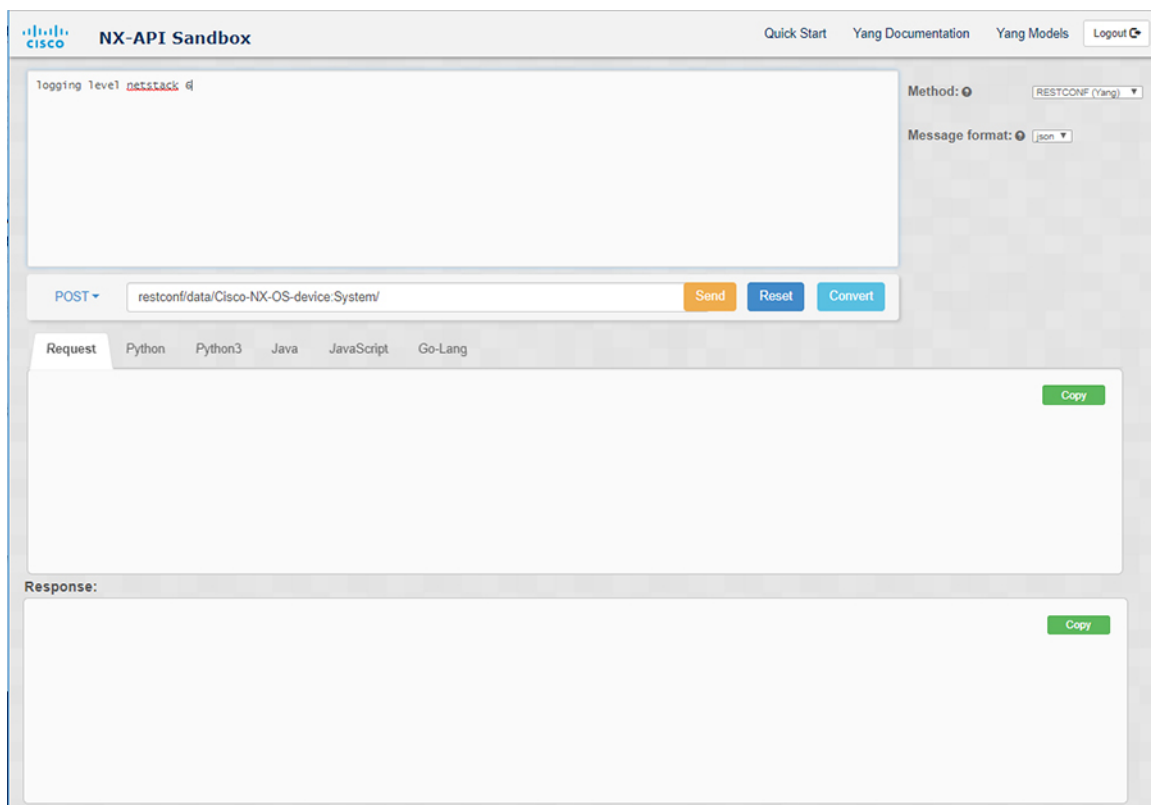 CISCO NX-API Sandbox Quick Start Yang Documentation Yang Models Logout
logging level netstack 6
Method: RESTCONF (Yang)
Message format: json
POST restconf/data/Cisco-NX-OS-device:System/ Send Reset Convert
Request Python Python3 Java JavaScript Go-Lang
Copy
Response:
Copy